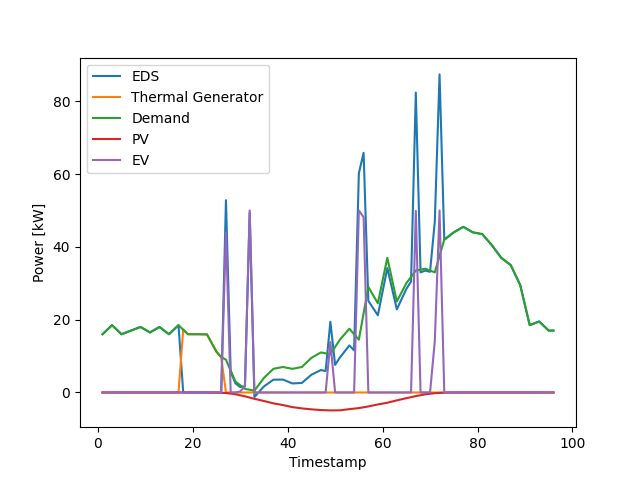 EDS
Thermal Generator
Demand
PV
EV
80
60
40
20
0
Power [kW]
0 20 40 60 80 100
Timestamp